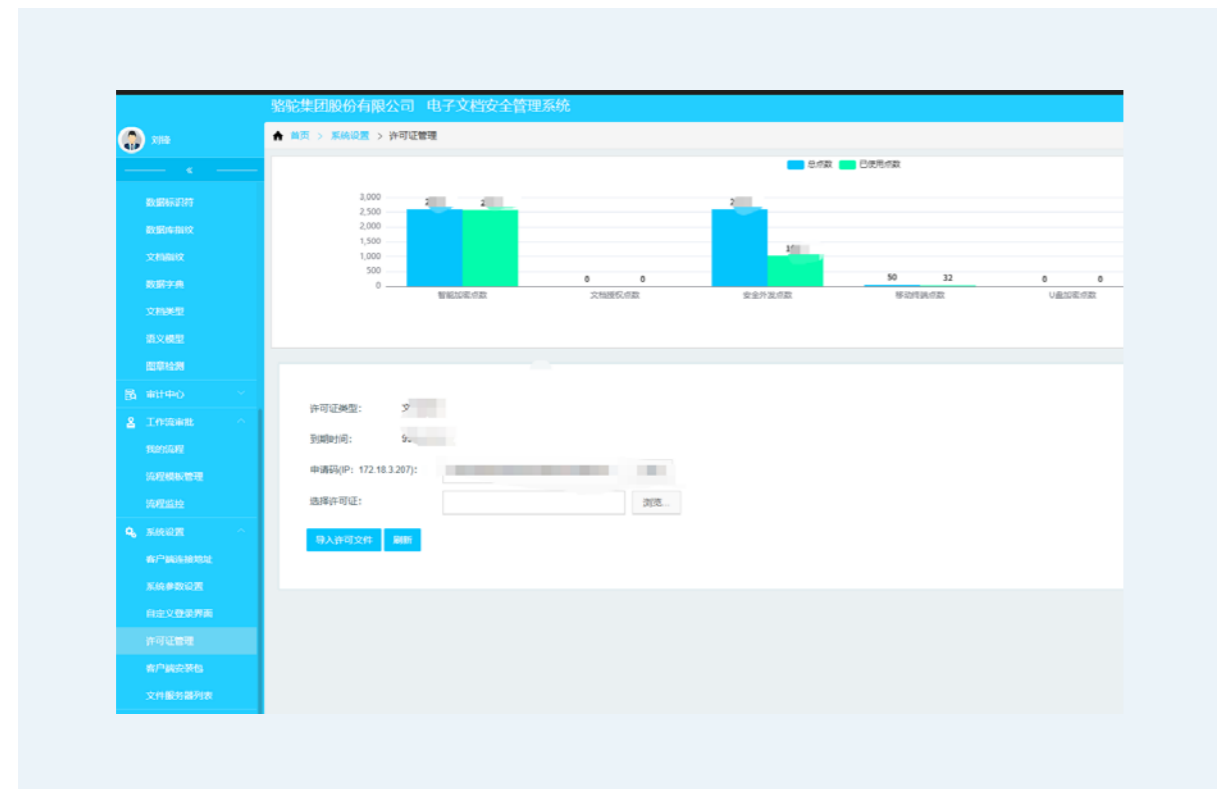 骆驼集团股份有限公司 电子文档安全管理系统
首页 > 系统设置 > 许可证管理
«
数据标识符
数据库指纹
文档指纹
数据字典
文档类型
语义模型
图章检测
审计中心
工作流审批
我的流程
流程模板管理
流程监控
系统设置
客户端连接地址
系统参数设置
自定义登录界面
许可证管理
客户端安装包
文件服务器列表
总点数 已使用点数
3,000
2,500
2,000
1,500
1,000
500
0
2 2 0 0 2 50 32 0 0
智能加密点数 文档授权点数 安全外发点数 移动终端点数 U盘加密点数
许可证类型: 文
到期时间:
申请码(IP: 172.18.3.207):
选择许可证: 浏览...
导入许可文件 刷新